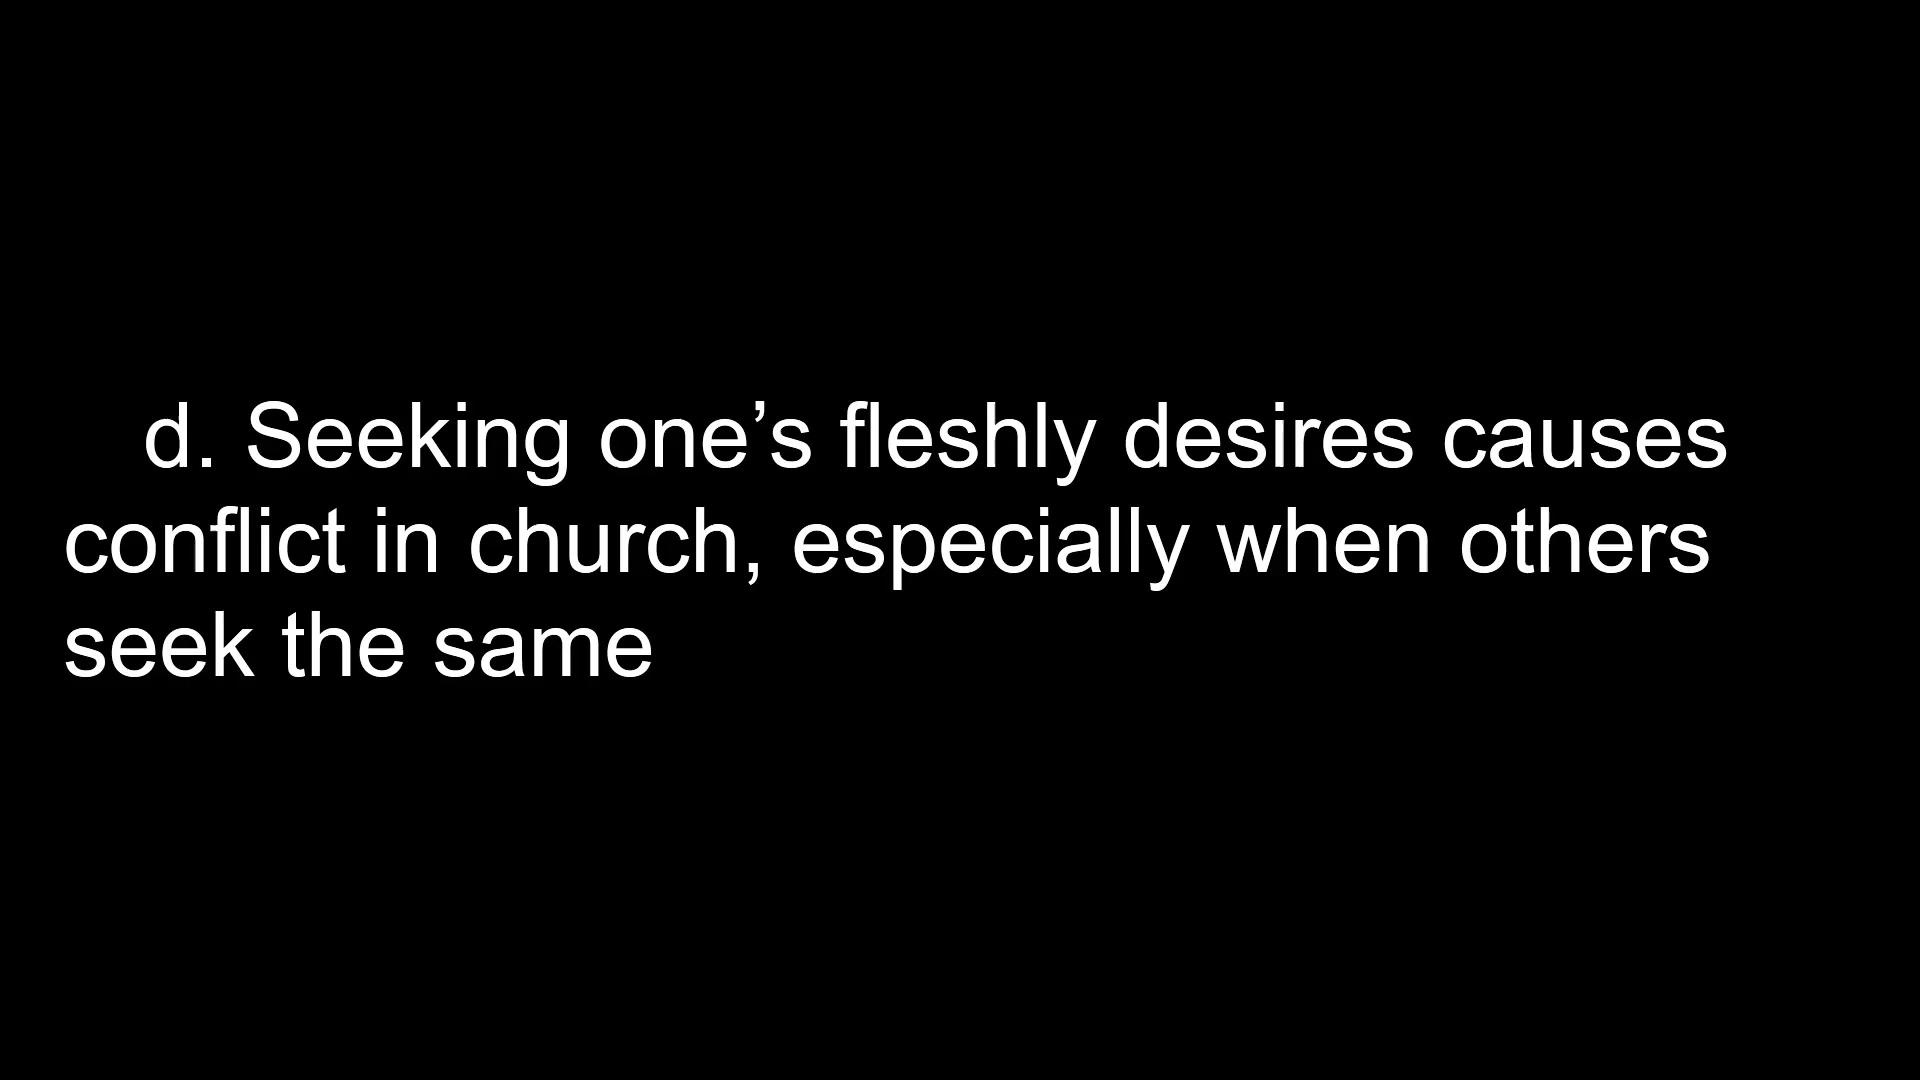 d. Seeking one’s fleshly desires causes
conflict in church, especially when others
seek the same